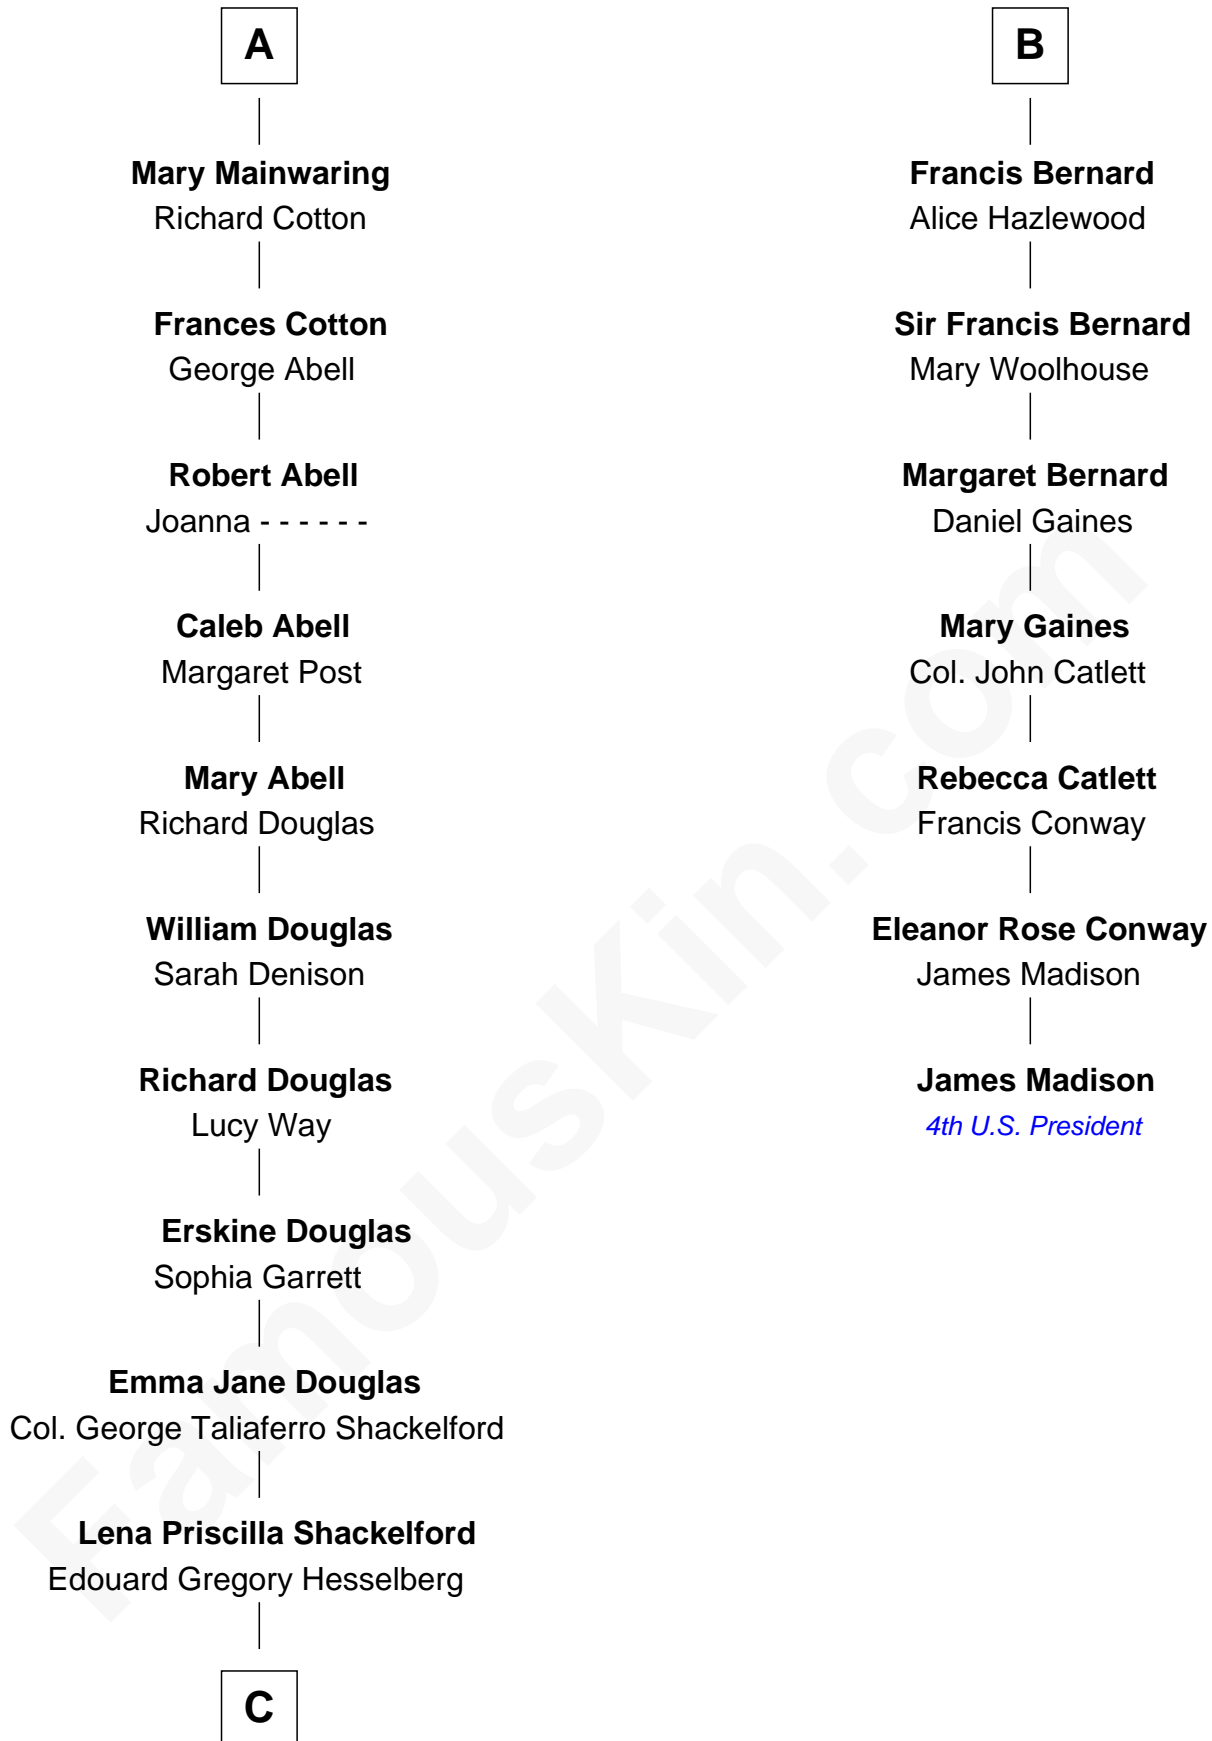 A
Mary Mainwaring
Richard Cotton
Frances Cotton
George Abell
Robert Abell
Joanna - - - - - -
Caleb Abell
Margaret Post
Mary Abell
Richard Douglas
William Douglas
Sarah Denison
Richard Douglas
Lucy Way
Erskine Douglas
Sophia Garrett
Emma Jane Douglas
Col. George Taliaferro Shackelford
Lena Priscilla Shackelford
Edouard Gregory Hesselberg
C
B
Francis Bernard
Alice Hazlewood
Sir Francis Bernard
Mary Woolhouse
Margaret Bernard
Daniel Gaines
Mary Gaines
Col. John Catlett
Rebecca Catlett
Francis Conway
Eleanor Rose Conway
James Madison
James Madison
4th U.S. President
FamousKin.com